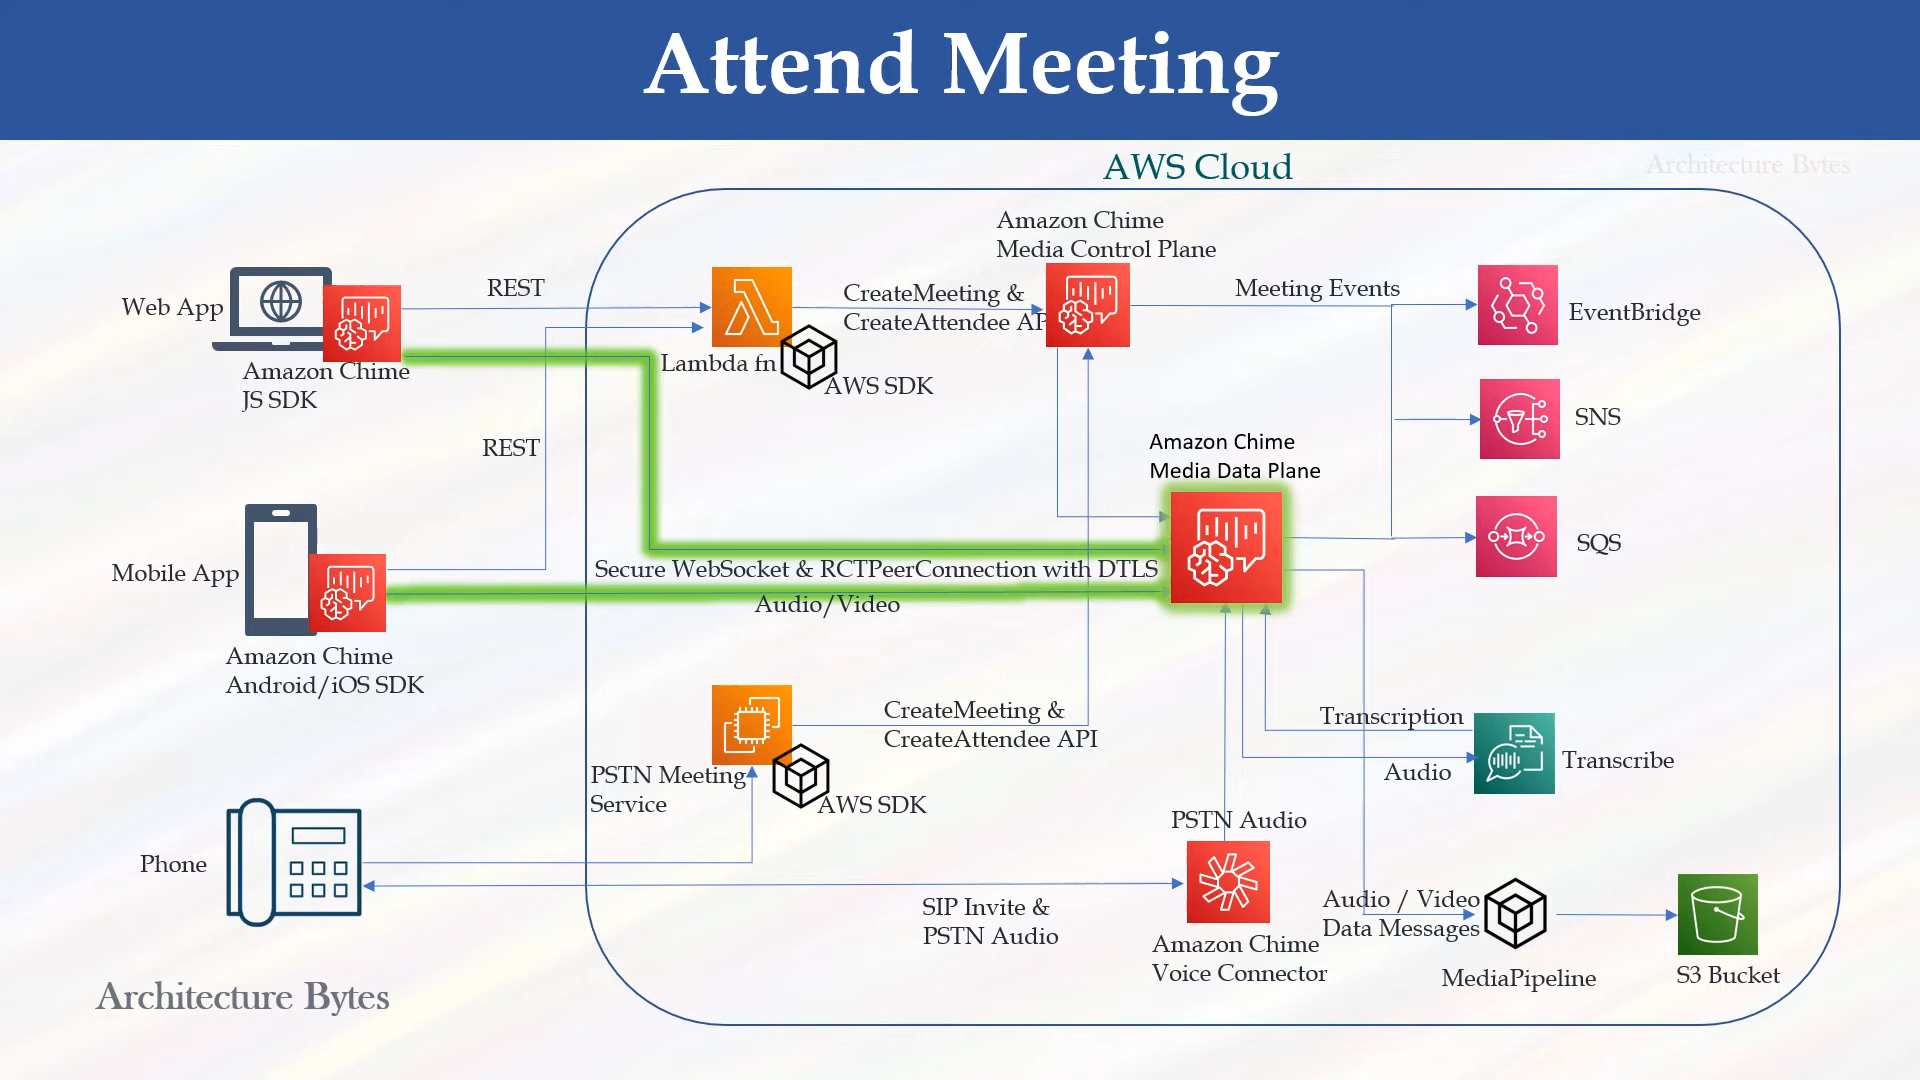 Attend Meeting
AWS Cloud
Architecture Bytes
Amazon Chime
Media Control Plane
Web App
REST
CreateMeeting &
CreateAttendee AP
Meeting Events
EventBridge
Amazon Chime
JS SDK
Lambda fn
AWS SDK
SNS
REST
Amazon Chime
Media Data Plane
SQS
Mobile App
Secure WebSocket & RCTPeerConnection with DTLS
Audio/Video
Amazon Chime
Android/iOS SDK
CreateMeeting &
CreateAttendee API
Transcription
Transcribe
Audio
PSTN Meeting
Service
AWS SDK
PSTN Audio
Phone
SIP Invite &
PSTN Audio
Audio / Video
Data Messages
Amazon Chime
Voice Connector
MediaPipeline
S3 Bucket
Architecture Bytes